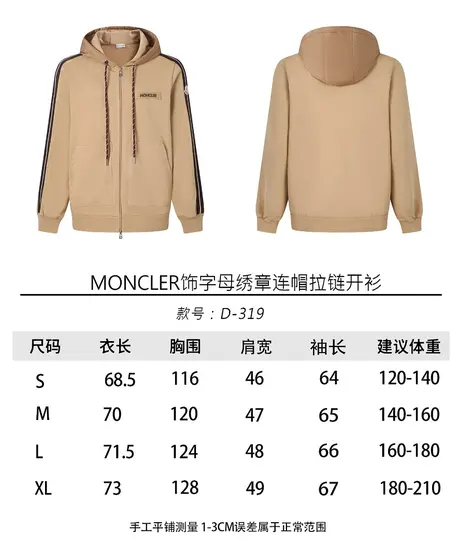 MONCLER
MONCLER饰字母绣章连帽拉链开衫
款号：D-319
尺码 衣长 胸围 肩宽 袖长 建议体重
S 68.5 116 46 64 120-140
M 70 120 47 65 140-160
L 71.5 124 48 66 160-180
XL 73 128 49 67 180-210
手工平铺测量 1-3CM误差属于正常范围